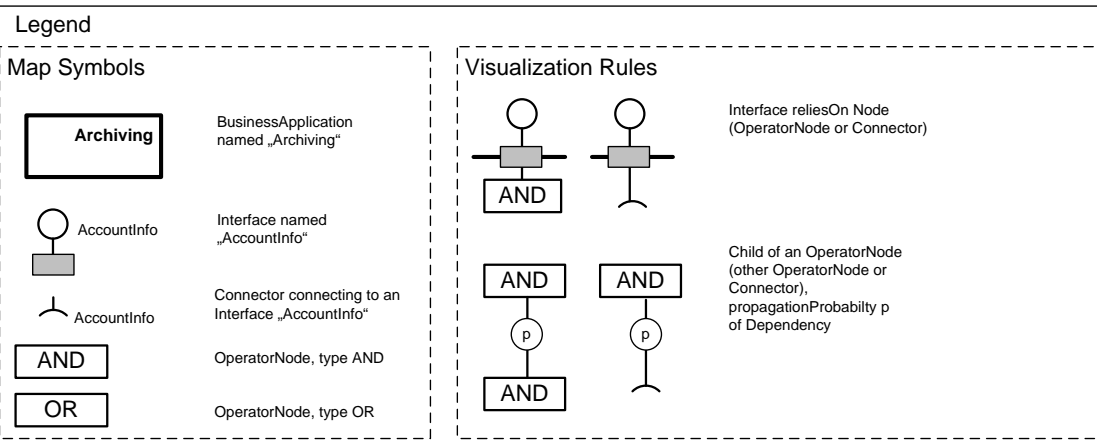 Legend
Map Symbols
Archiving
BusinessApplication
named „Archiving“
AccountInfo
Interface named
„AccountInfo“
AccountInfo
Connector connecting to an
Interface „AccountInfo“
AND
OperatorNode, type AND
OR
OperatorNode, type OR
Visualization Rules
AND
Interface reliesOn Node
(OperatorNode or Connector)
AND
AND
p
p
AND
Child of an OperatorNode
(other OperatorNode or
Connector),
propagationProbabilty p
of Dependency